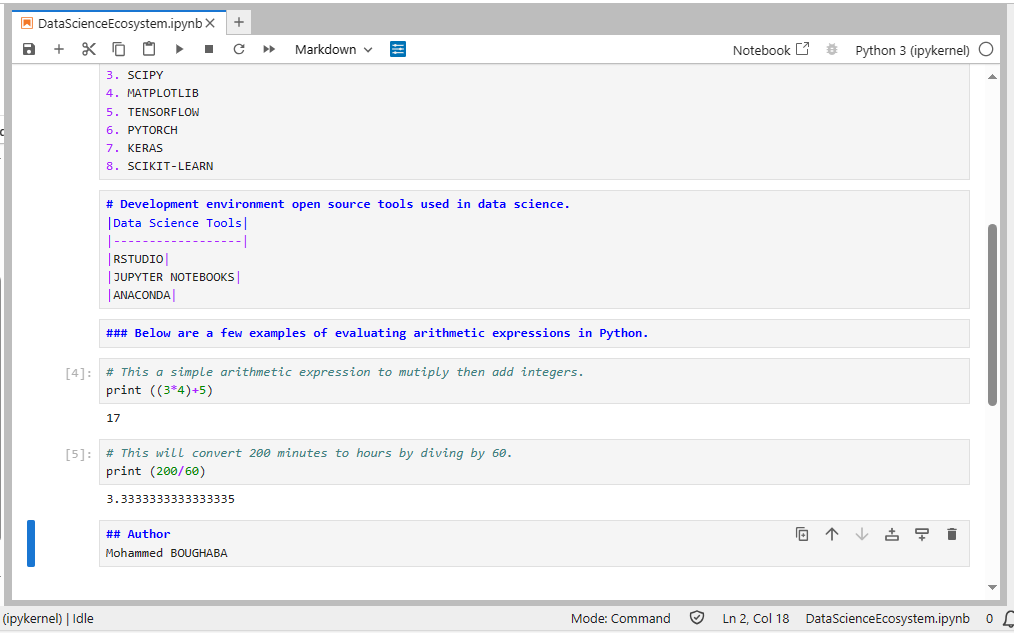 DataScienceEcosystem.ipynb
Markdown
Notebook
Python 3 (ipykernel)
3. SCIPY
4. MATPLOTLIB
5. TENSORFLOW
6. PYTORCH
7. KERAS
8. SCIKIT-LEARN
# Development environment open source tools used in data science.
|Data Science Tools|
|------------------|
|RSTUDIO|
|JUPYTER NOTEBOOKS|
|ANACONDA|
### Below are a few examples of evaluating arithmetic expressions in Python.
[4]: # This a simple arithmetic expression to mutiply then add integers.
print ((3*4)+5)
17
[5]: # This will convert 200 minutes to hours by diving by 60.
print (200/60)
3.3333333333333335
## Author
Mohammed BOUGHABA
(ipykernel) | Idle
Mode: Command
Ln 2, Col 18
DataScienceEcosystem.ipynb
0